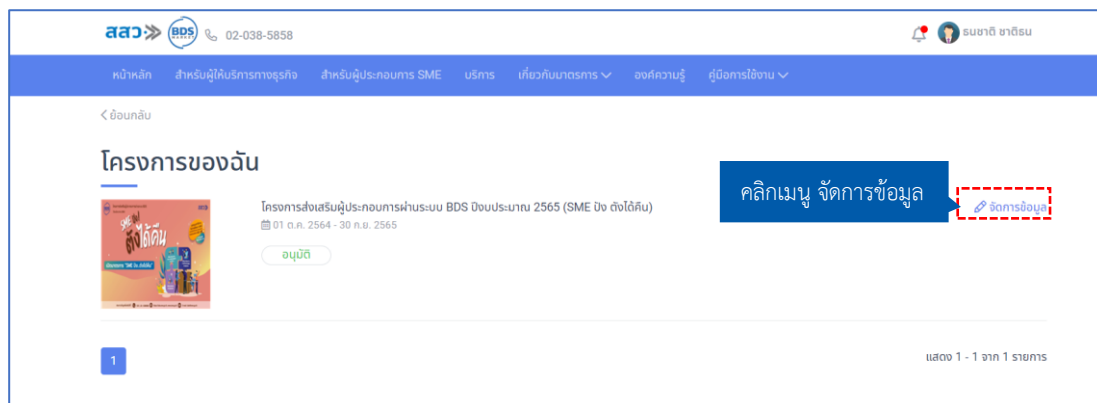 สสว BDS 02-038-5858 ธนชาติ ชาติธน
หน้าหลัก สำหรับผู้ให้บริการทางธุรกิจ สำหรับผู้ประกอบการ SME บริการ เกี่ยวกับมาตรการ องค์ความรู้ คู่มือการใช้งาน
< ย้อนกลับ
โครงการของฉัน
คลิกเมนู จัดการข้อมูล
จัดการข้อมูล
โครงการส่งเสริมผู้ประกอบการผ่านระบบ BDS ปีงบประมาณ 2565 (SME ปัง ตังได้คืน)
01 ต.ค. 2564 - 30 ก.ย. 2565
อนุมัติ
SME ปัง
ตังได้คืน
1
แสดง 1 - 1 จาก 1 รายการ